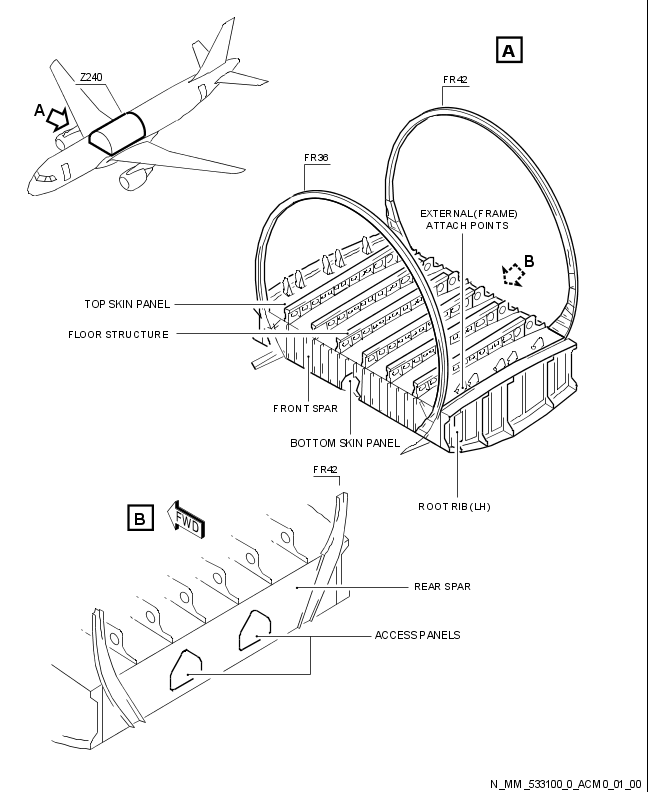 Z240
A
A
FR42
FR36
EXTERNAL(FRAME)
ATTACH POINTS
B
TOP SKIN PANEL
FLOOR STRUCTURE
FRONT SPAR
BOTTOM SKIN PANEL
ROOT RIB (LH)
FR42
B
FWD
REAR SPAR
ACCESS PANELS
N_MM_533100_0_ACM0_01_00